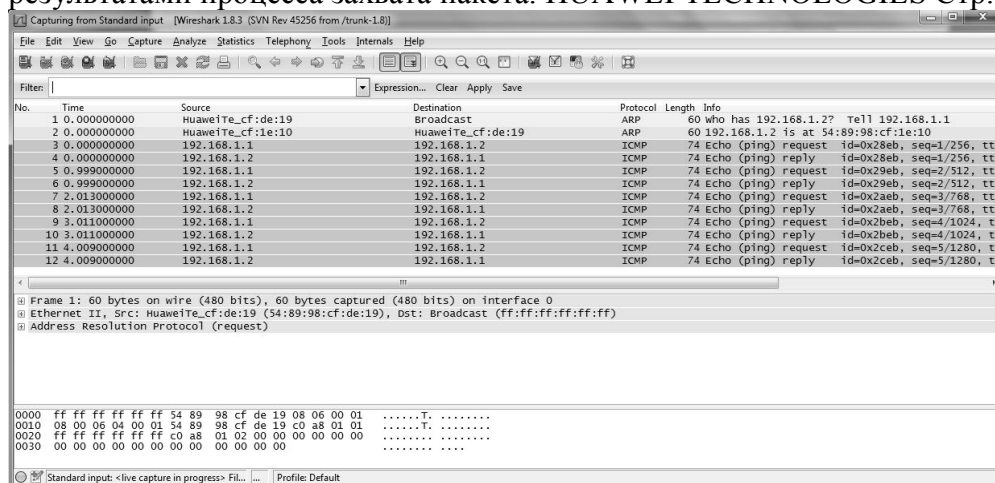 результатами процесса захвата пакета. HUAWEI TECHNOLOGIES Стр.
Capturing from Standard input [Wireshark 1.8.3 (SVN Rev 45256 from /trunk-1.8)]
File Edit View Go Capture Analyze Statistics Telephony Tools Internals Help
Filter: Expression... Clear Apply Save
No. Time Source Destination Protocol Length Info
1 0.000000000 HuaweiTe_cf:de:19 Broadcast ARP 60 who has 192.168.1.2? Tell 192.168.1.1
2 0.000000000 HuaweiTe_cf:1e:10 HuaweiTe_cf:de:19 ARP 60 192.168.1.2 is at 54:89:98:cf:1e:10
3 0.000000000 192.168.1.1 192.168.1.2 ICMP 74 Echo (ping) request id=0x28eb, seq=1/256, tt
4 0.000000000 192.168.1.2 192.168.1.1 ICMP 74 Echo (ping) reply id=0x28eb, seq=1/256, tt
5 0.999000000 192.168.1.1 192.168.1.2 ICMP 74 Echo (ping) request id=0x29eb, seq=2/512, tt
6 0.999000000 192.168.1.2 192.168.1.1 ICMP 74 Echo (ping) reply id=0x29eb, seq=2/512, tt
7 2.013000000 192.168.1.1 192.168.1.2 ICMP 74 Echo (ping) request id=0x2aeb, seq=3/768, tt
8 2.013000000 192.168.1.2 192.168.1.1 ICMP 74 Echo (ping) reply id=0x2aeb, seq=3/768, tt
9 3.011000000 192.168.1.1 192.168.1.2 ICMP 74 Echo (ping) request id=0x2beb, seq=4/1024, t
10 3.011000000 192.168.1.2 192.168.1.1 ICMP 74 Echo (ping) reply id=0x2beb, seq=4/1024, t
11 4.009000000 192.168.1.1 192.168.1.2 ICMP 74 Echo (ping) request id=0x2ceb, seq=5/1280, t
12 4.009000000 192.168.1.2 192.168.1.1 ICMP 74 Echo (ping) reply id=0x2ceb, seq=5/1280, t
Frame 1: 60 bytes on wire (480 bits), 60 bytes captured (480 bits) on interface 0
Ethernet II, Src: HuaweiTe_cf:de:19 (54:89:98:cf:de:19), Dst: Broadcast (ff:ff:ff:ff:ff:ff)
Address Resolution Protocol (request)
0000 ff ff ff ff ff ff 54 89 98 cf de 19 08 06 00 01 ......T. ........
0010 08 00 06 04 00 01 54 89 98 cf de 19 c0 a8 01 01 ......T. ........
0020 ff ff ff ff ff ff c0 a8 01 02 00 00 00 00 00 00 ........ ........
0030 00 00 00 00 00 00 00 00 00 00 00 00 ........ ....
Standard input: <live capture in progress> Fil... ... Profile: Default